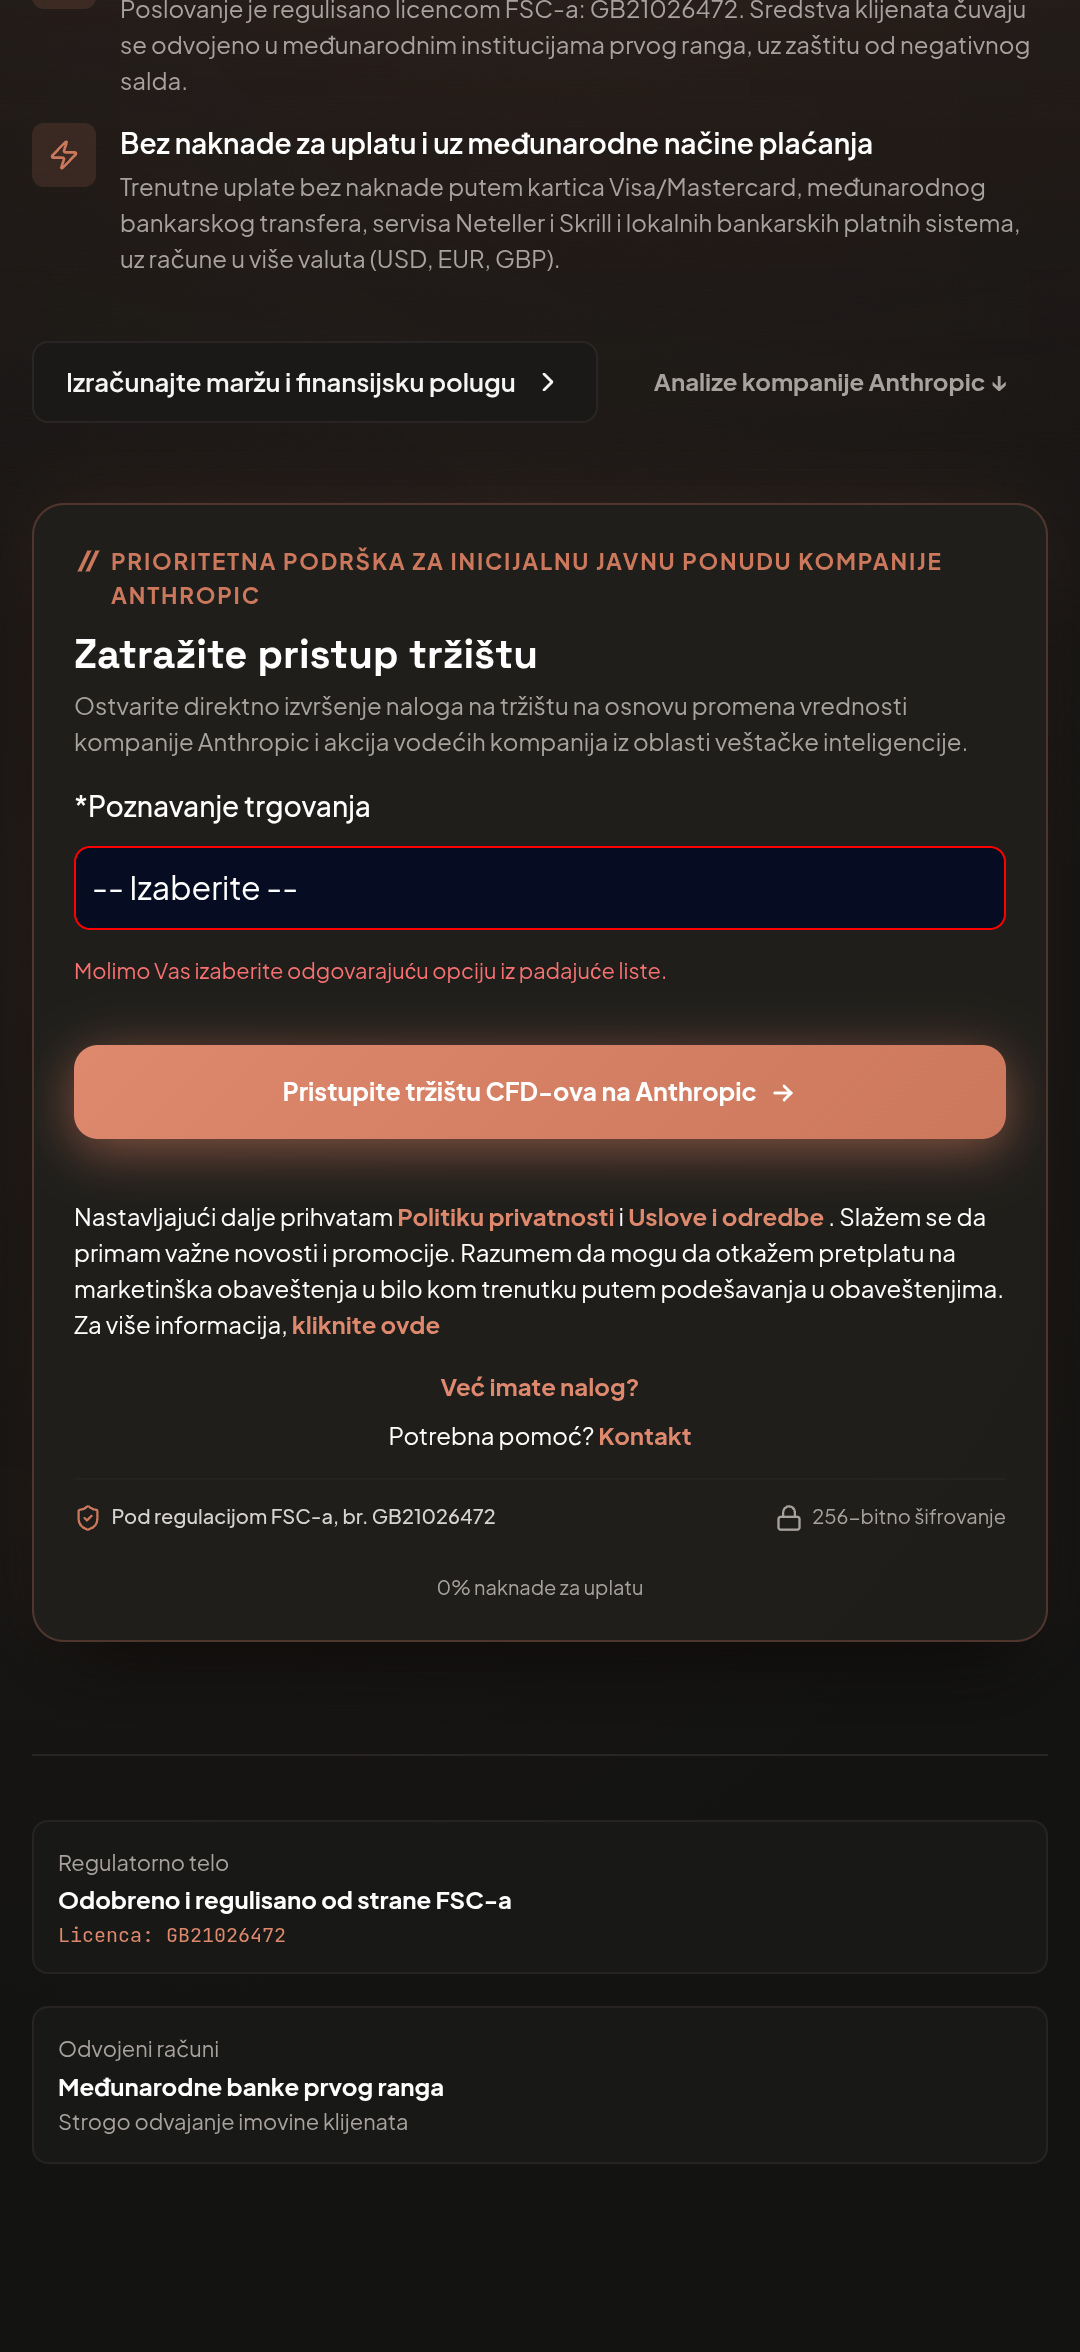 Poslovanje je regulisano licencom FSC-a: GB21026472. Sredstva klijenata čuvaju
se odvojeno u međunarodnim institucijama prvog ranga, uz zaštitu od negativnog
salda.
Bez naknade za uplatu i uz međunarodne načine plaćanja
Trenutne uplate bez naknade putem kartica Visa/Mastercard, međunarodnog
bankarskog transfera, servisa Neteller i Skrill i lokalnih bankarskih platnih sistema,
uz račune u više valuta (USD, EUR, GBP).
Izračunajte maržu i finansijsku polugu
Analize kompanije Anthropic ↓
// PRIORITETNA PODRŠKA ZA INICIJALNU JAVNU PONUDU KOMPANIJE
ANTHROPIC
Zatražite pristup tržištu
Ostvarite direktno izvršenje naloga na tržištu na osnovu promena vrednosti
kompanije Anthropic i akcija vodećih kompanija iz oblasti veštačke inteligencije.
*Poznavanje trgovanja
-- Izaberite --
Molimo Vas izaberite odgovarajuću opciju iz padajuće liste.
Pristupite tržištu CFD-ova na Anthropic →
Nastavljajući dalje prihvatam Politiku privatnosti i Uslove i odredbe . Slažem se da
primam važne novosti i promocije. Razumem da mogu da otkažem pretplatu na
marketinška obaveštenja u bilo kom trenutku putem podešavanja u obaveštenjima.
Za više informacija, kliknite ovde
Već imate nalog?
Potrebna pomoć? Kontakt
Pod regulacijom FSC-a, br. GB21026472
256-bitno šifrovanje
0% naknade za uplatu
Regulatorno telo
Odobreno i regulisano od strane FSC-a
Licenca: GB21026472
Odvojeni računi
Međunarodne banke prvog ranga
Strogo odvajanje imovine klijenata